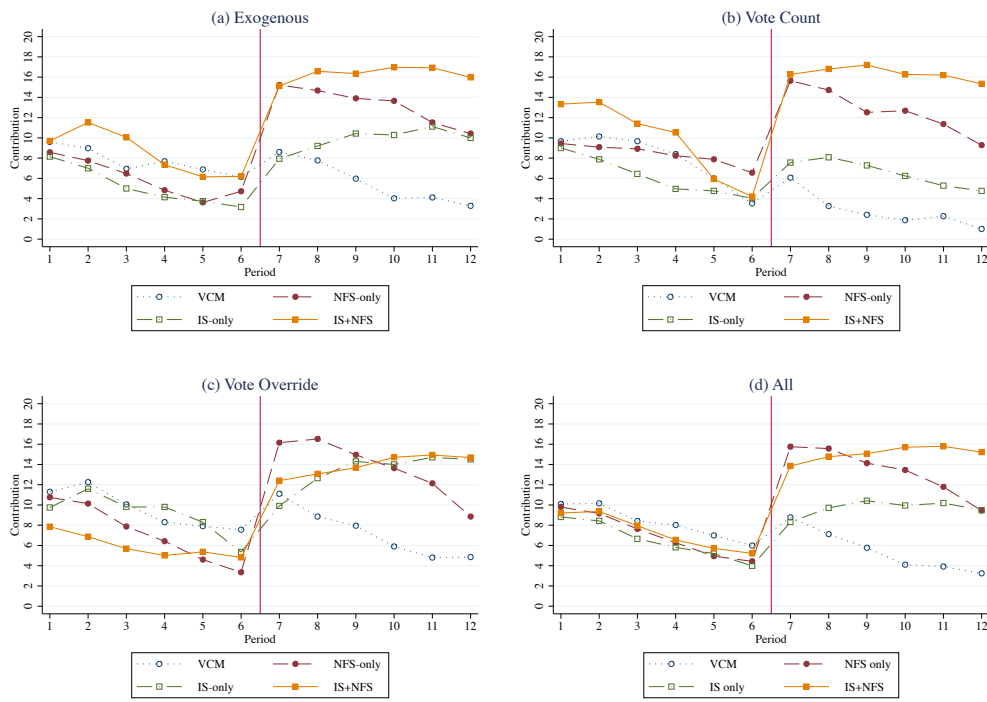 (a) Exogenous
Contribution
0 2 4 6 8 10 12 14 16 18 20
1 2 3 4 5 6 7 8 9 10 11 12
Period
VCM NFS-only
IS-only IS+NFS
(b) Vote Count
Contribution
0 2 4 6 8 10 12 14 16 18 20
1 2 3 4 5 6 7 8 9 10 11 12
Period
VCM NFS-only
IS-only IS+NFS
(c) Vote Override
Contribution
0 2 4 6 8 10 12 14 16 18 20
1 2 3 4 5 6 7 8 9 10 11 12
Period
VCM NFS-only
IS-only IS+NFS
(d) All
Contribution
0 2 4 6 8 10 12 14 16 18 20
1 2 3 4 5 6 7 8 9 10 11 12
Period
VCM NFS only
IS only IS+NFS